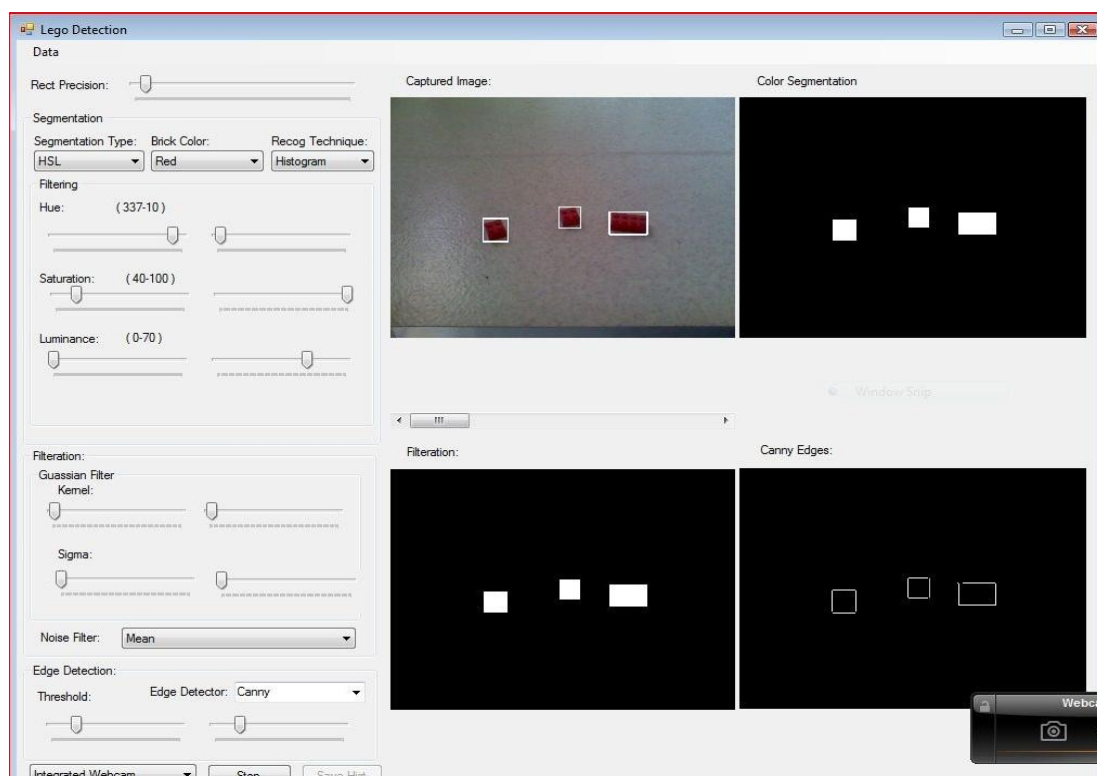 Lego Detection
Data
Rect Precision:
Captured Image:
Color Segmentation
Segmentation
Segmentation Type: Brick Color: Recog Technique:
HSL Red Histogram
Filtering
Hue: ( 337-10 )
Saturation: ( 40-100 )
Luminance: ( 0-70 )
Window Snip
Filteration:
Guassian Filter
Kernel:
Sigma:
Noise Filter: Mean
Filteration:
Canny Edges:
Edge Detection:
Threshold: Edge Detector: Canny
Integrated Webcam Stop Save Hist
Webca